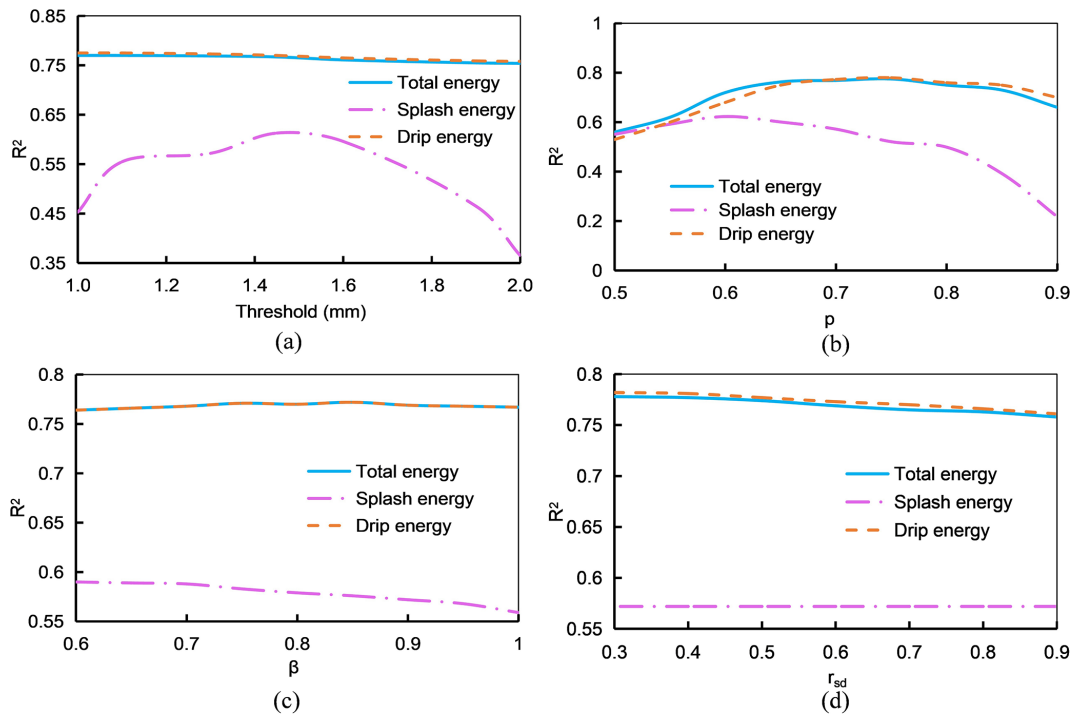 0.85
0.75
0.65
0.55
0.45
0.35
R²
Total energy
Splash energy
Drip energy
1.0 1.2 1.4 1.6 1.8 2.0
Threshold (mm)
(a)
1
0.8
0.6
0.4
0.2
0
R²
Total energy
Splash energy
Drip energy
0.5 0.6 0.7 0.8 0.9
p
(b)
0.8
0.75
0.7
0.65
0.6
0.55
R²
Total energy
Splash energy
Drip energy
0.6 0.7 0.8 0.9 1
β
(c)
0.8
0.75
0.7
0.65
0.6
0.55
R²
Total energy
Splash energy
Drip energy
0.3 0.4 0.5 0.6 0.7 0.8 0.9
rsd
(d)